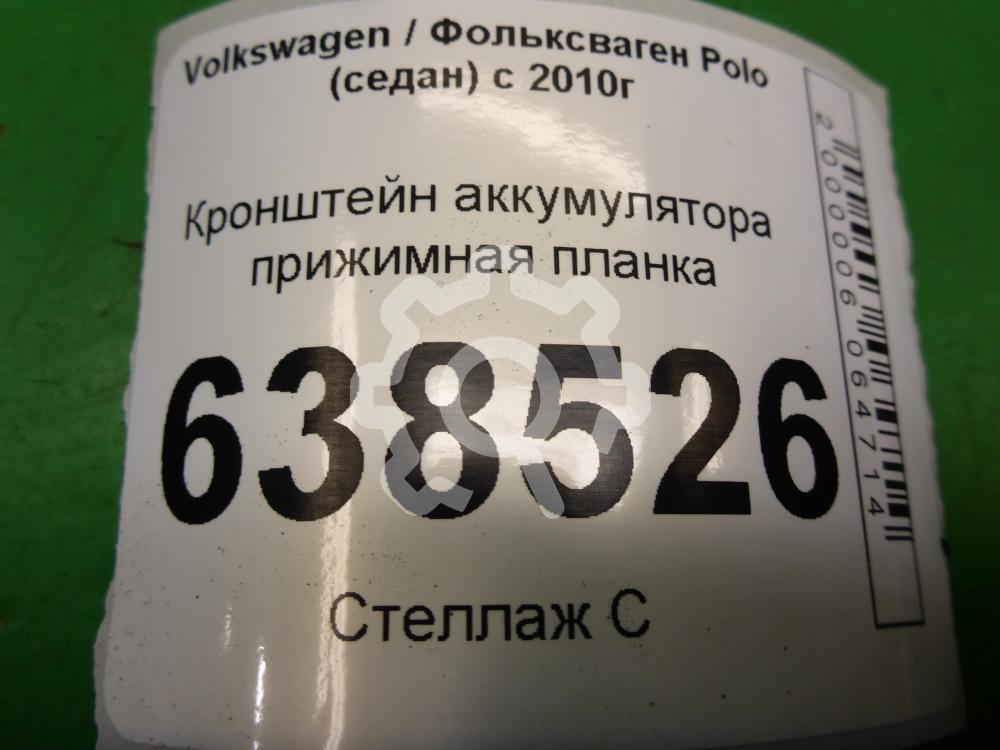 Volkswagen / Фольксваген Polo
(седан) с 2010г
Кронштейн аккумулятора
прижимная планка
638526
Стеллаж С
2000006064714